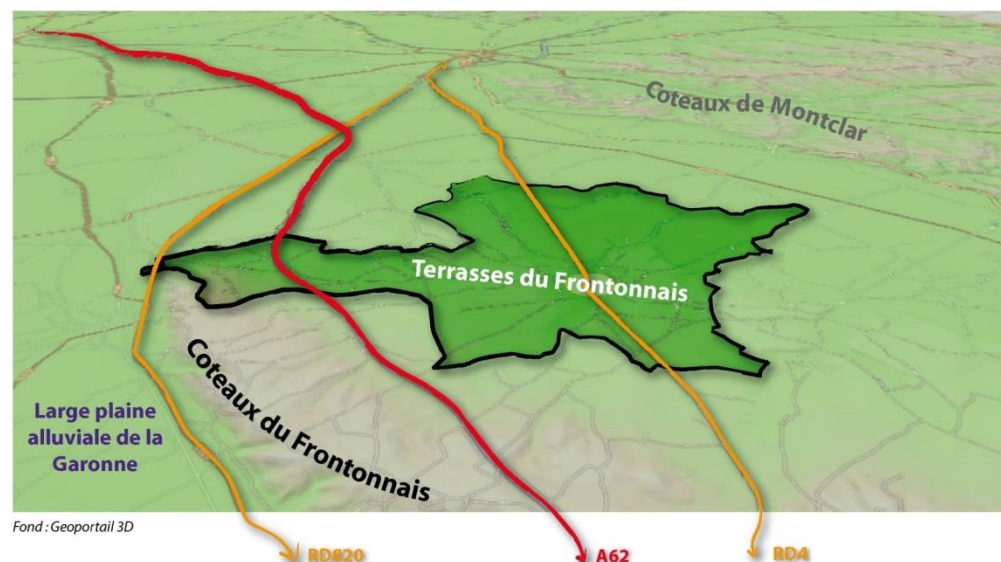 Coteaux de Montclar
Terrasses du Frontonnais
Coteaux du Frontonnais
Large plaine
alluviale de la
Garonne
Fond : Geoportail 3D
RD820
A62
RD4